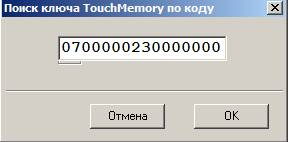 Поиск ключа TouchMemory по коду
0700000230000000
Отмена
OK